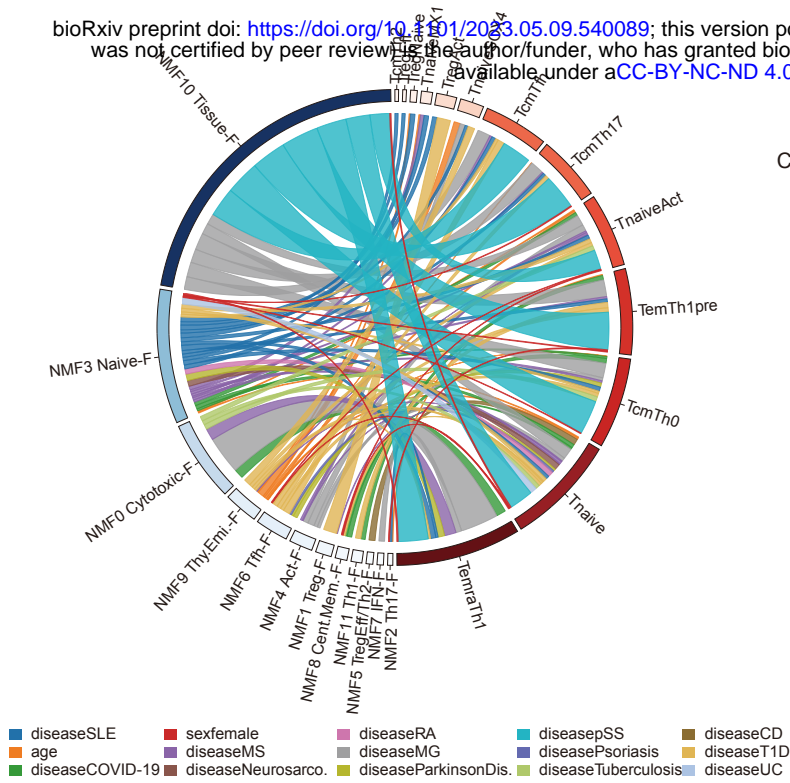 bioRxiv preprint doi: https://doi.org/10.1101/2023.05.09.540089; this version po
was not certified by peer review) is the author/funder, who has granted bio
available under aCC-BY-NC-ND 4.0
C
NMF10 Tissue-F
TregNaive
TregAct
TcmTfh
TcmTh17
TnaiveAct
TemTh1pre
TcmTh0
Tnaive
TemraTh1
NMF3 Naive-F
NMF0 Cytotoxic-F
NMF9 Thy.Emi.-F
NMF6 Tfh-F
NMF4 Act-F
NMF1 Treg-F
NMF8 Cent.Mem.-F
NMF11 Th1-F
NMF5 TregEff/Th2-F
NMF7 IFN-F
NMF2 Th17-F
diseaseSLE sexfemale diseaseRA diseasepSS diseaseCD
age diseaseMS diseaseMG diseasePsoriasis diseaseT1D
diseaseCOVID-19 diseaseNeurosarco. diseaseParkinsonDis. diseaseTuberculosis diseaseUC